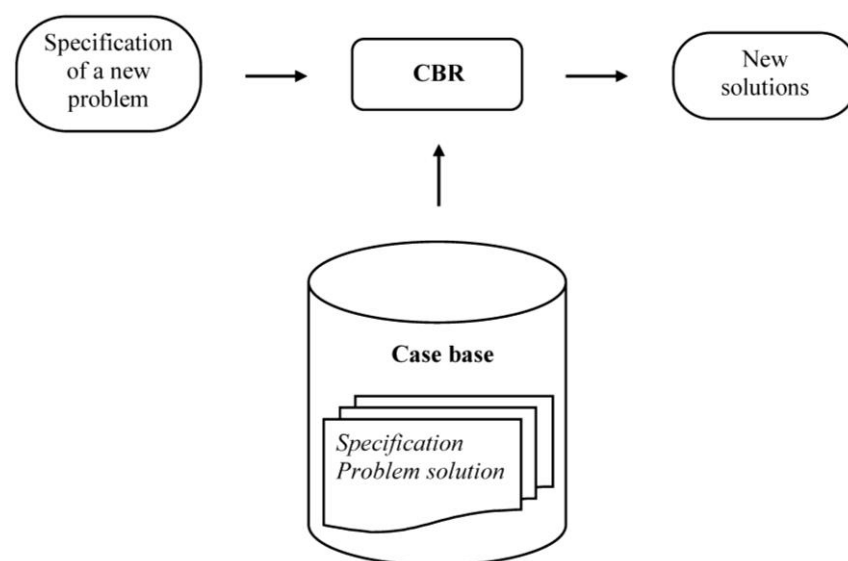 Specification
of a new
problem
CBR
New
solutions
Case base
Specification
Problem solution